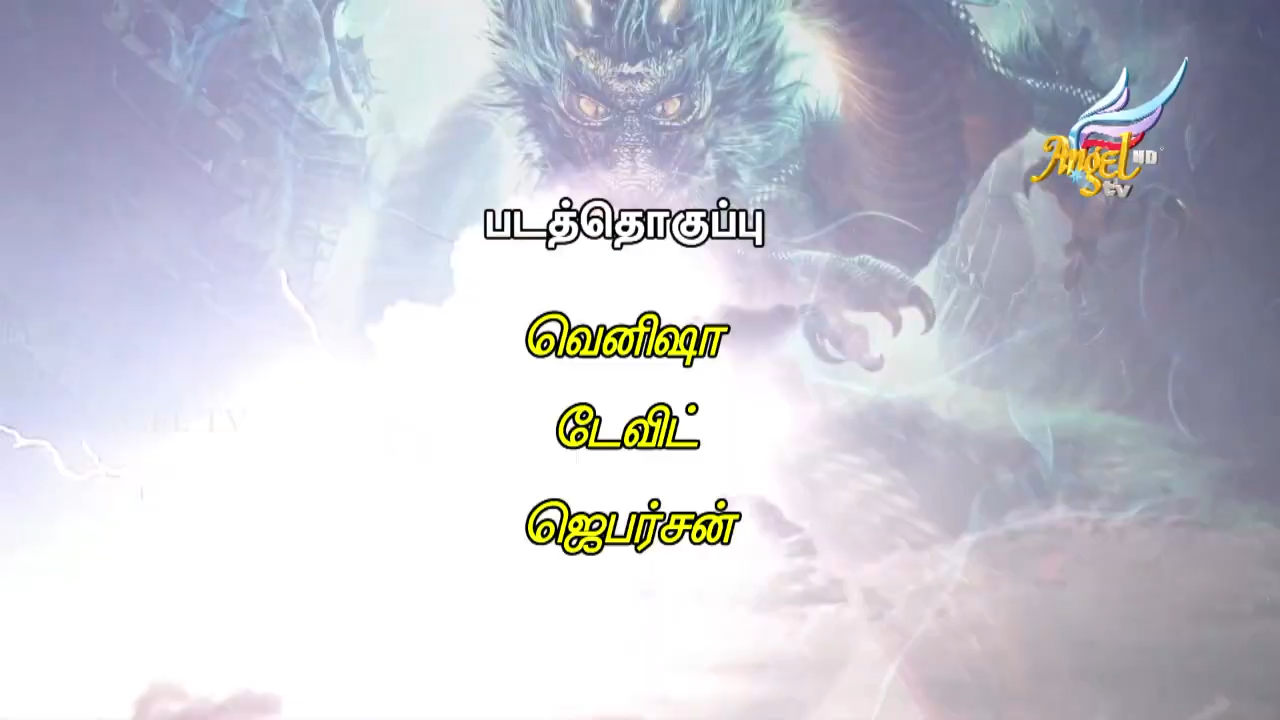 Angel HD
tv
படத்தொகுப்பு
வெனிஷா
டேவிட்
ஜெபர்சன்